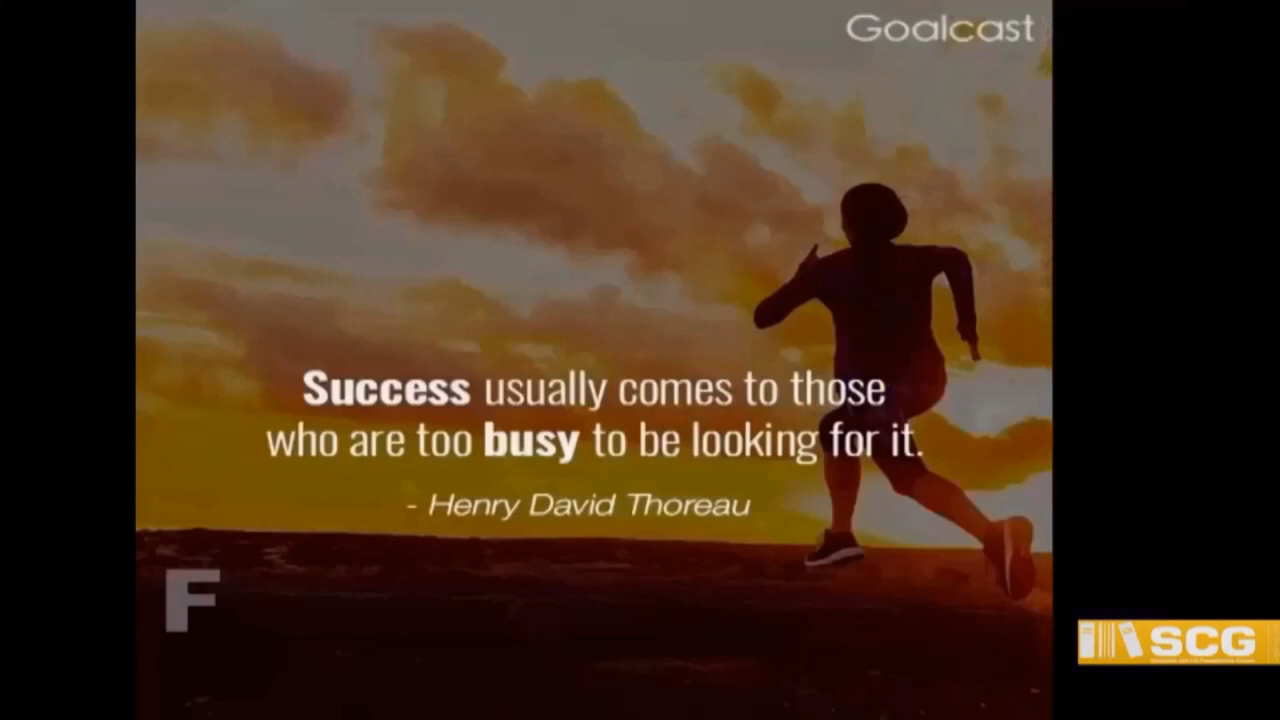 Goalcast
Success usually comes to those
who are too busy to be looking for it.
- Henry David Thoreau
F
SCG